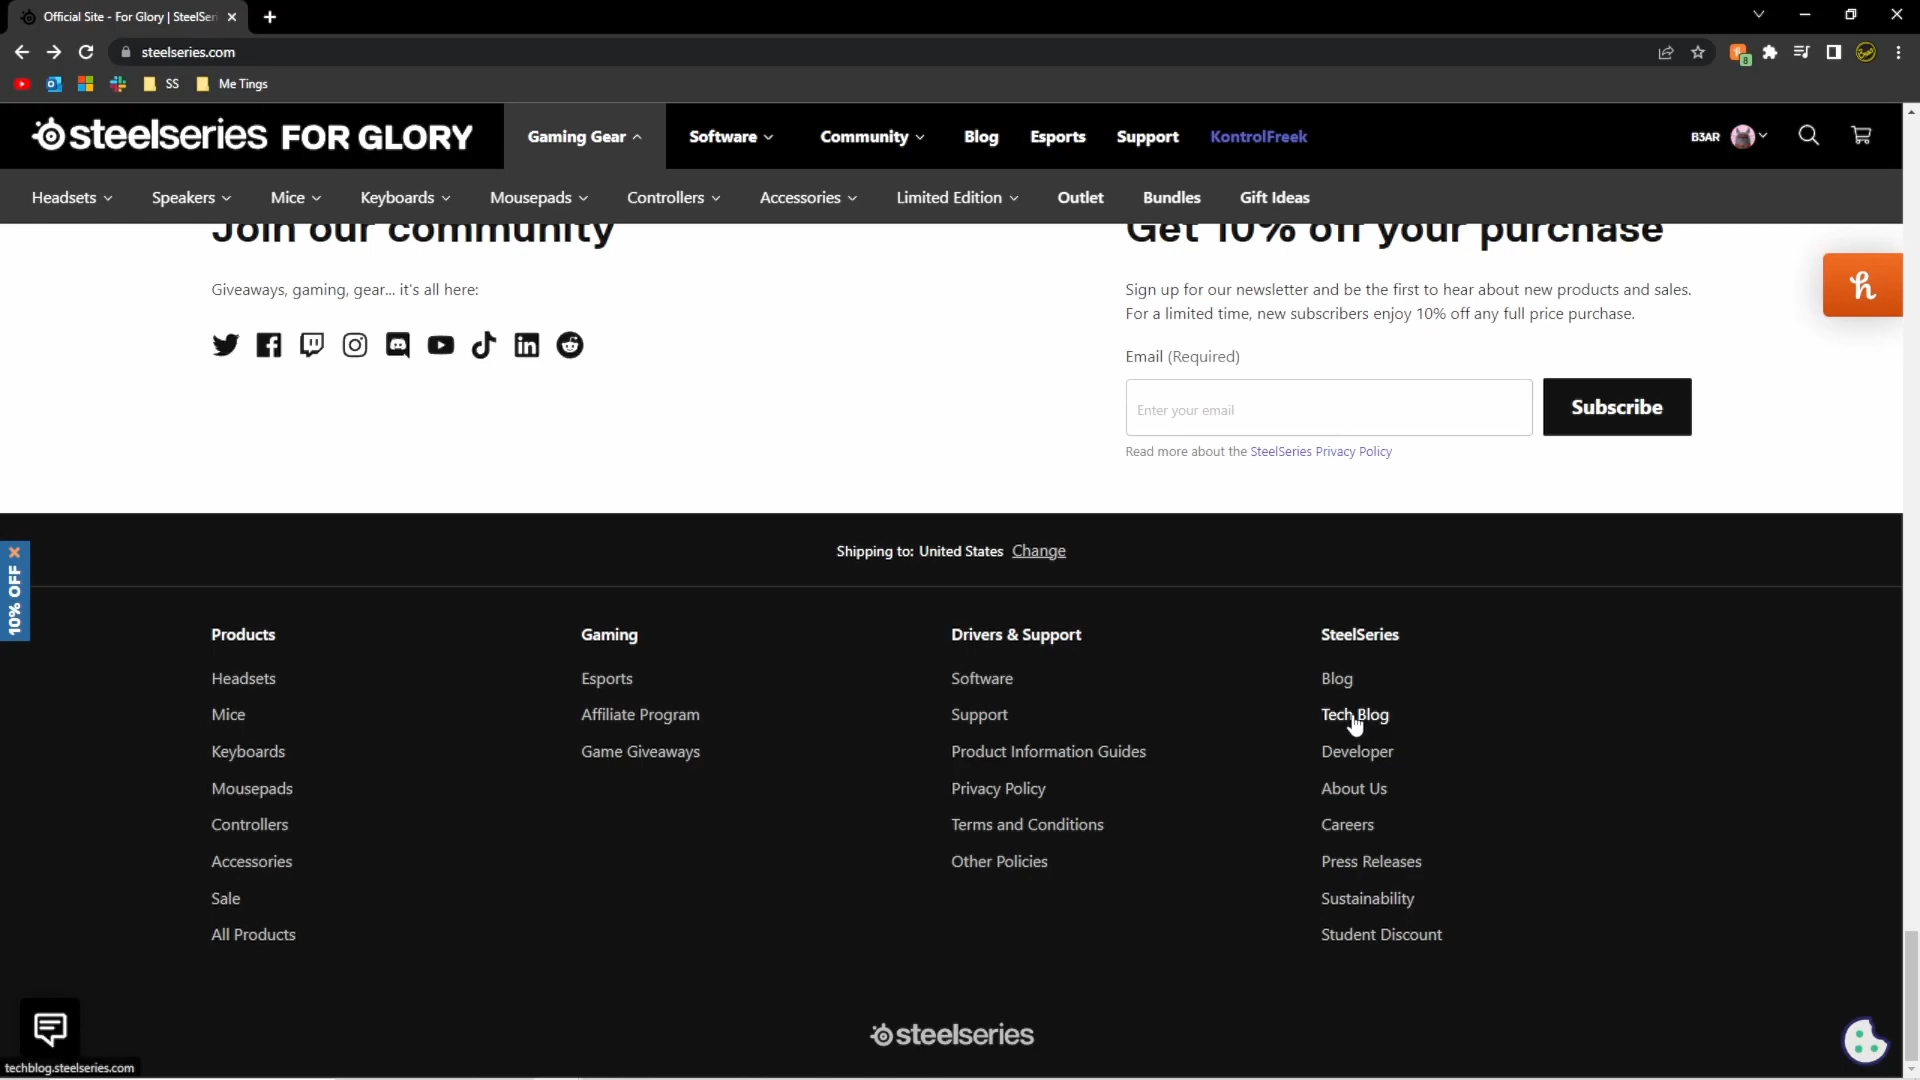 Official Site - For Glory | SteelSeri
steelseries.com
8
SS
Me Tings
steelseries FOR GLORY
Gaming Gear
Software
Community
Blog
Esports
Support
KontrolFreek
B3AR
Headsets
Speakers
Mice
Keyboards
Mousepads
Controllers
Accessories
Limited Edition
Outlet
Bundles
Gift Ideas
Join our community
Giveaways, gaming, gear... it's all here:
Get 10% off your purchase
Sign up for our newsletter and be the first to hear about new products and sales.
For a limited time, new subscribers enjoy 10% off any full price purchase.
Email (Required)
Enter your email
Subscribe
Read more about the SteelSeries Privacy Policy
10% OFF
Shipping to: United States Change
Products
Headsets
Mice
Keyboards
Mousepads
Controllers
Accessories
Sale
All Products
Gaming
Esports
Affiliate Program
Game Giveaways
Drivers & Support
Software
Support
Product Information Guides
Privacy Policy
Terms and Conditions
Other Policies
SteelSeries
Blog
Tech Blog
Developer
About Us
Careers
Press Releases
Sustainability
Student Discount
steelseries
techblog.steelseries.com